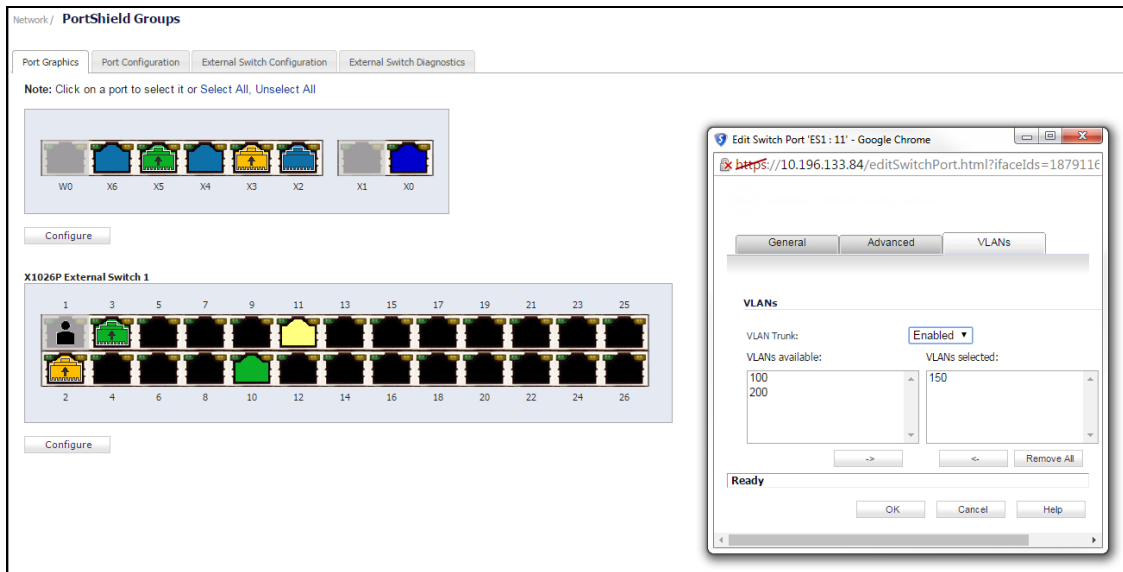 Network / PortShield Groups
Port Graphics Port Configuration External Switch Configuration External Switch Diagnostics
Note: Click on a port to select it or Select All, Unselect All
W0 X6 X5 X4 X3 X2 X1 X0
Configure
X1026P External Switch 1
1 3 5 7 9 11 13 15 17 19 21 23 25
2 4 6 8 10 12 14 16 18 20 22 24 26
Configure
Edit Switch Port 'ES1 : 11' - Google Chrome
https://10.196.133.84/editSwitchPort.html?ifaceIds=1879116
General Advanced VLANs
VLANs
VLAN Trunk: Enabled
VLANs available: VLANs selected:
100 150
200
-> <- Remove All
Ready
OK Cancel Help